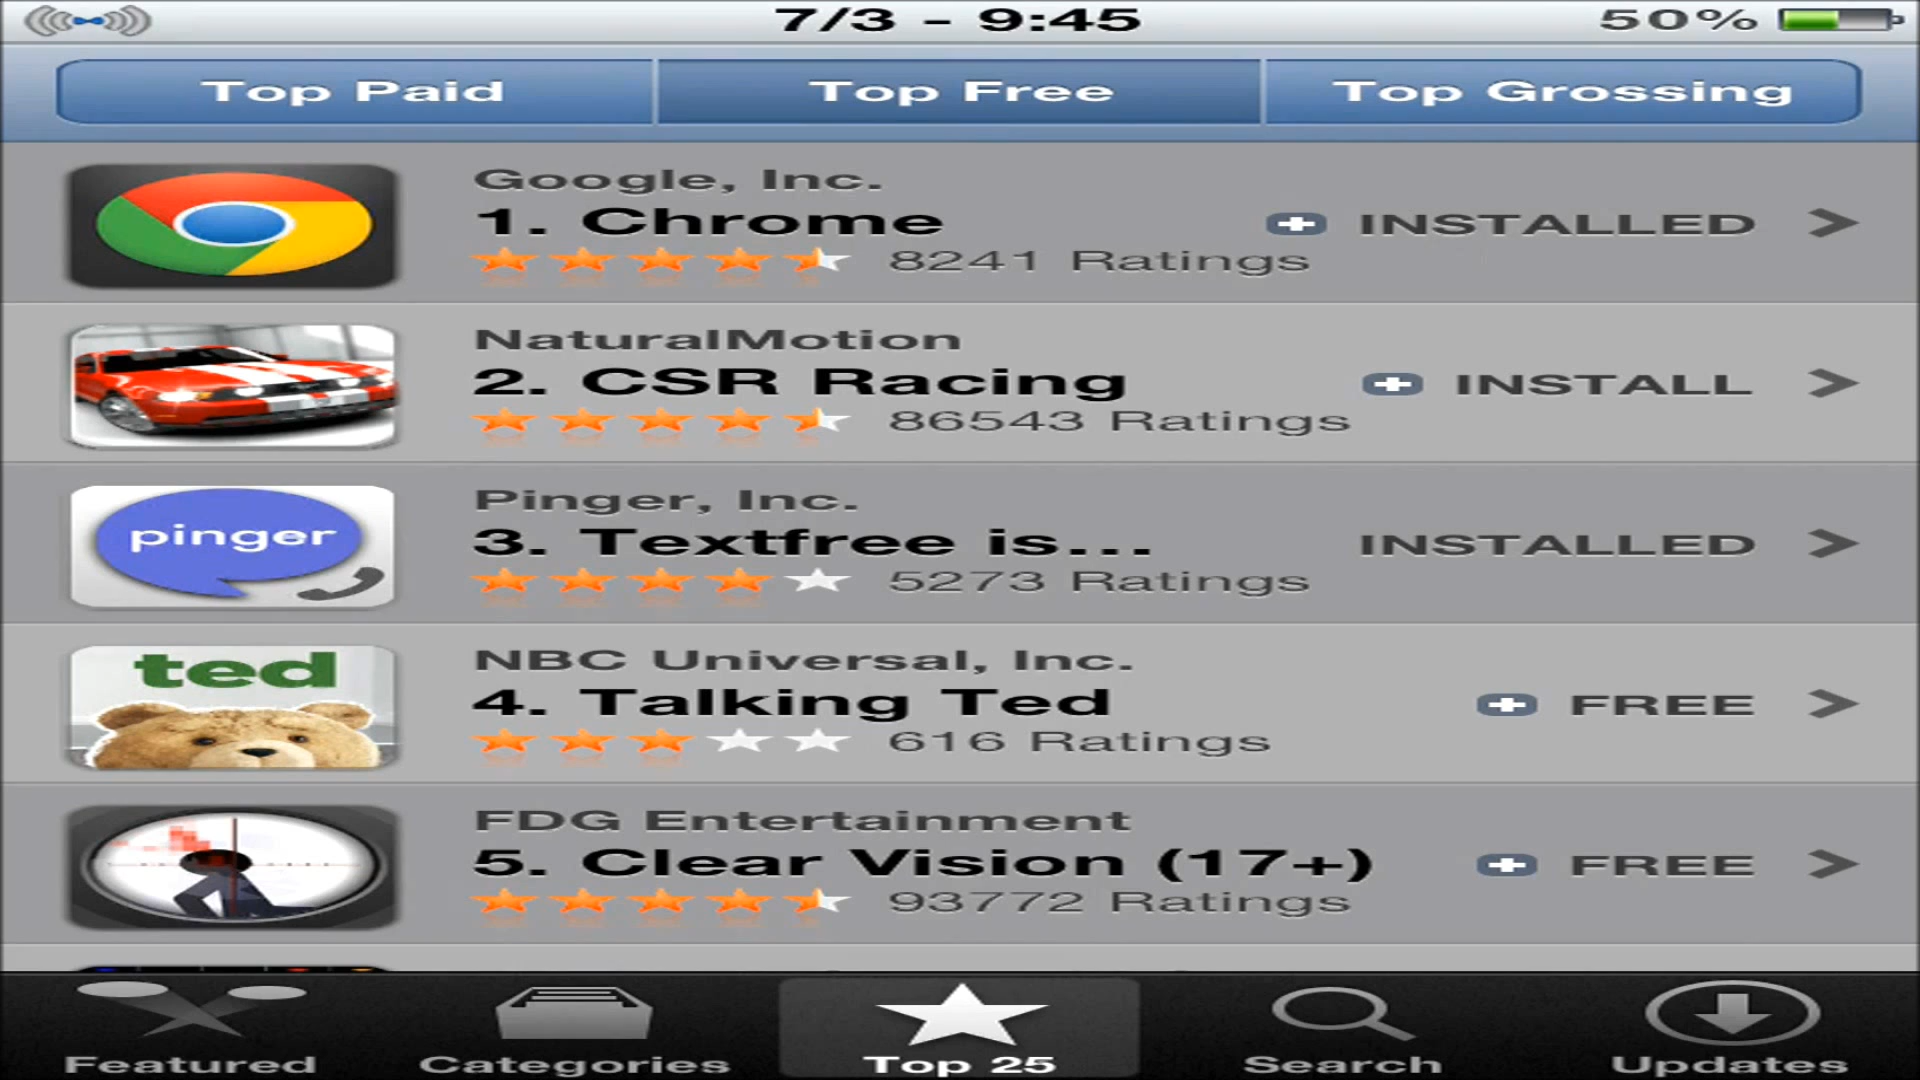 7/3 - 9:45
50%
Top Paid
Top Free
Top Grossing
Google, Inc.
1. Chrome
INSTALLED
8241 Ratings
NaturalMotion
2. CSR Racing
INSTALL
86543 Ratings
pinger
Pinger, Inc.
3. Textfree is...
INSTALLED
5273 Ratings
ted
NBC Universal, Inc.
4. Talking Ted
FREE
616 Ratings
FDG Entertainment
5. Clear Vision (17+)
FREE
93772 Ratings
Featured
Categories
Top 25
Search
Updates